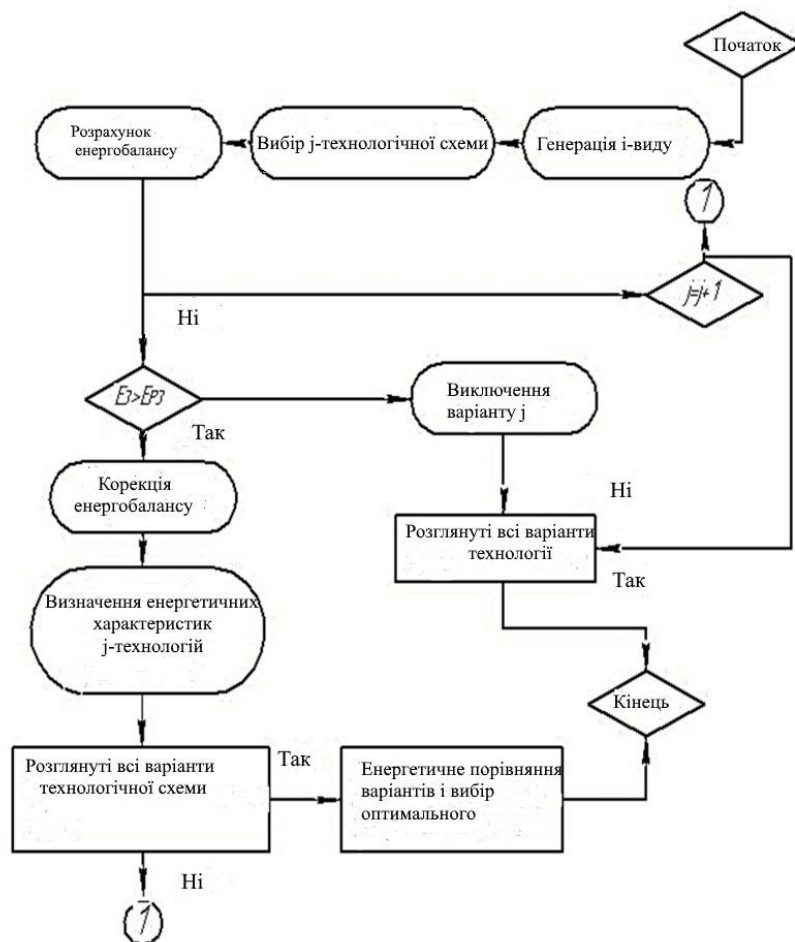 Початок
Розрахунок
енергобалансу
Вибір j-технологічної схеми
Генерація і-виду
1
j=j+1
Ні
Eз>Eрз
Виключення
варіанту j
Так
Корекція
енергобалансу
Ні
Розглянуті всі варіанти
технології
Так
Визначення енергетичних
характеристик
j-технологій
Кінець
Розглянуті всі варіанти
технологічної схеми
Так
Енергетичне порівняння
варіантів і вибір
оптимального
Ні
1